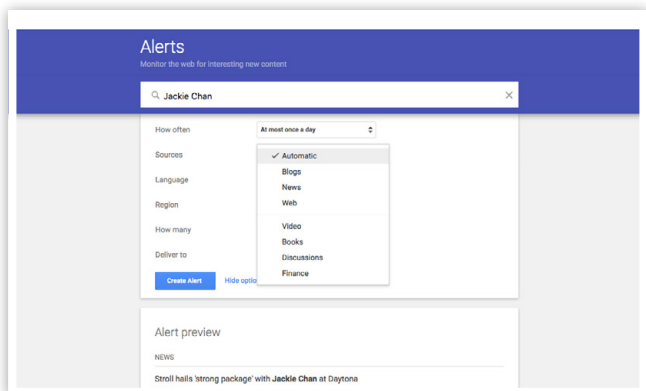 Alerts
Monitor the web for interesting new content
Jackie Chan
How often At most once a day
Sources Automatic
Blogs
Language News
Region Web
How many Video
Books
Deliver to Discussions
Finance
Create Alert Hide optio
Alert preview
NEWS
Stroll hails 'strong package' with Jackie Chan at Daytona